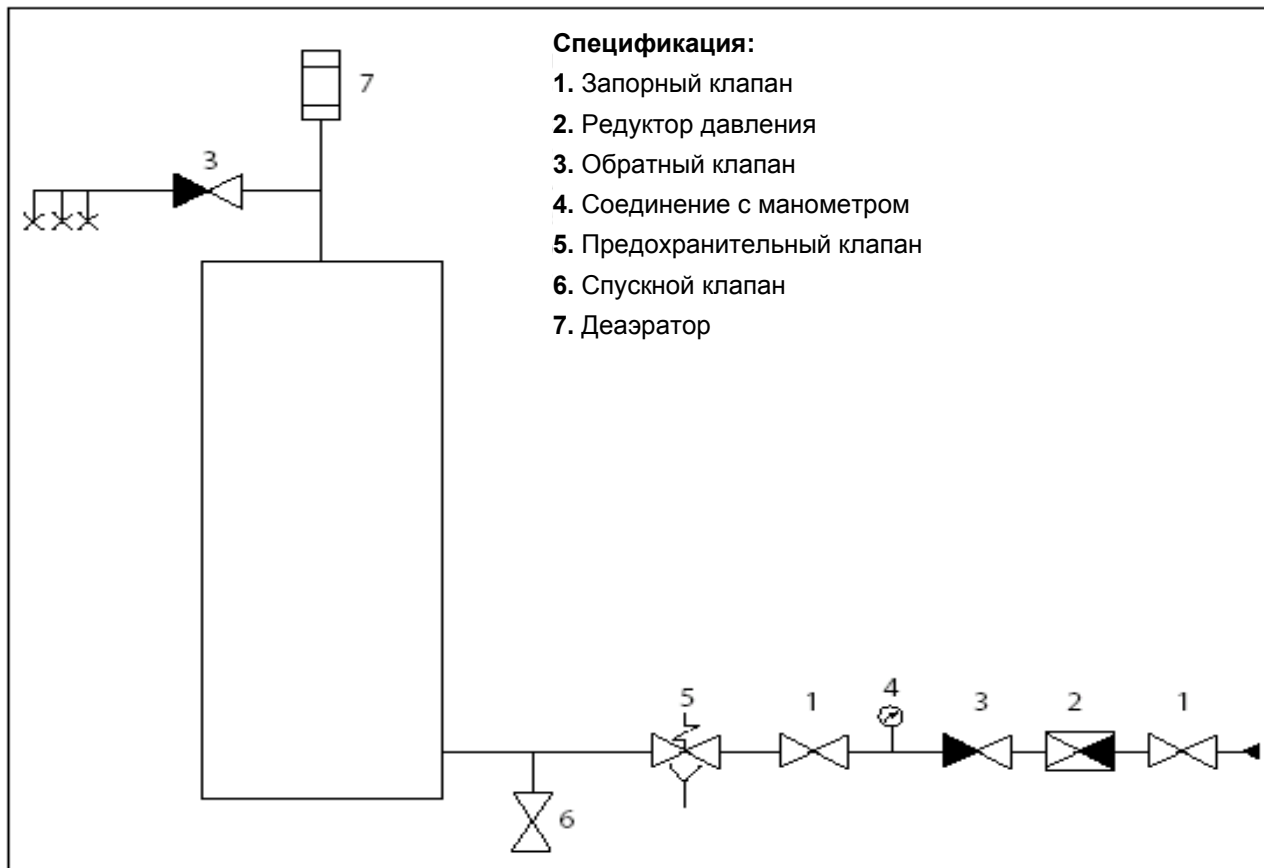 Спецификация:
1. Запорный клапан
2. Редуктор давления
3. Обратный клапан
4. Соединение с манометром
5. Предохранительный клапан
6. Спускной клапан
7. Деаэратор
7
3
5
1
4
3
2
1
6